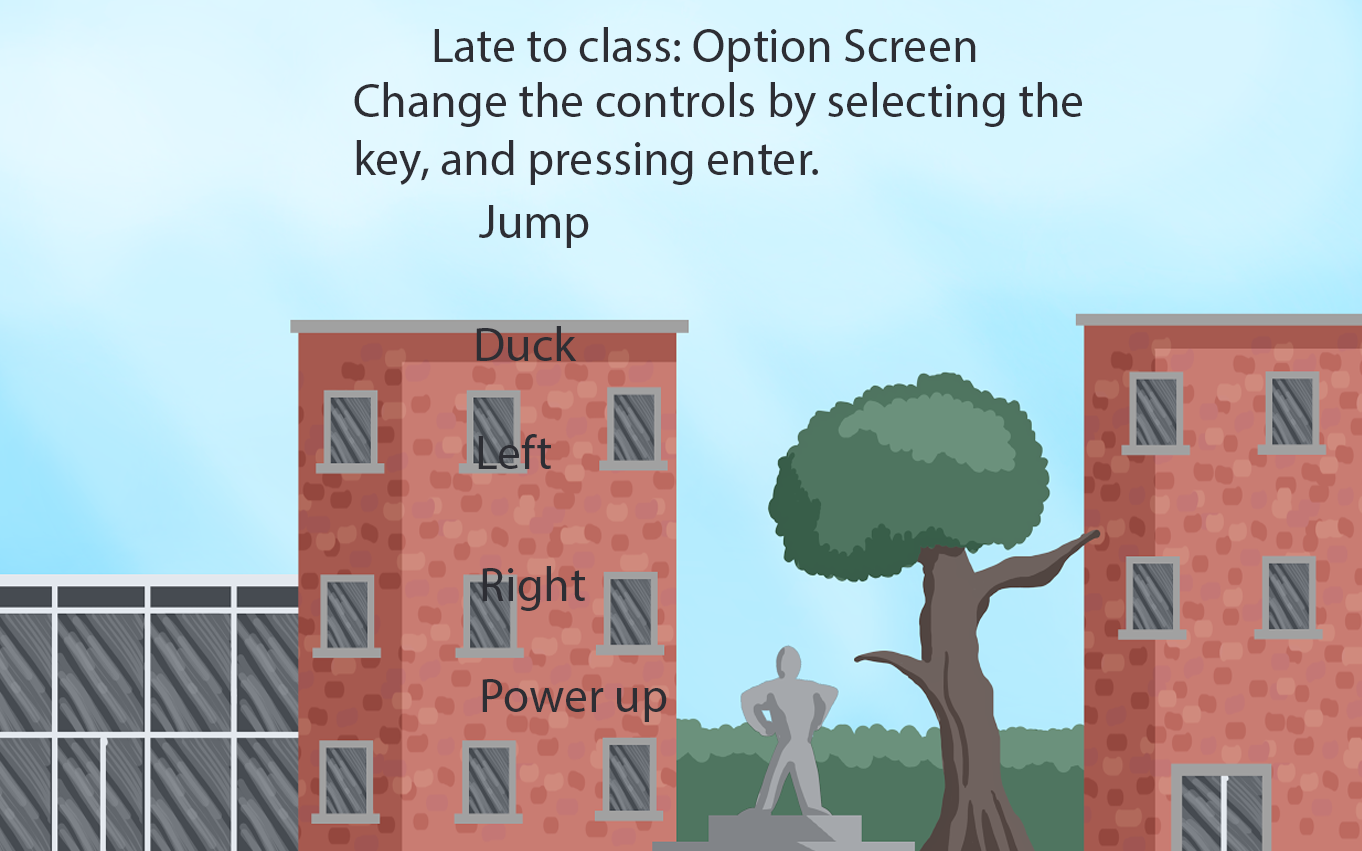 Late to class: Option Screen
Change the controls by selecting the
key, and pressing enter.
Jump
Duck
Left
Right
Power up